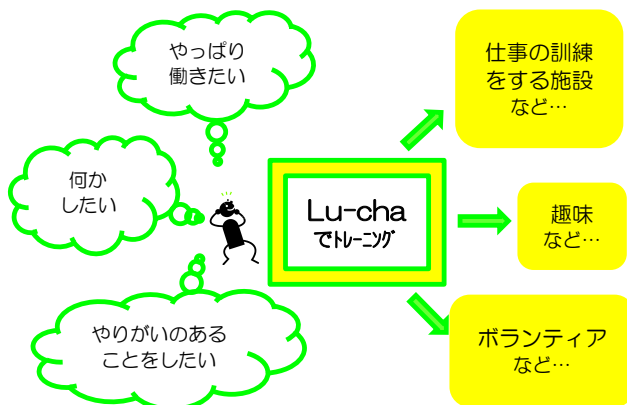 やっぱり
働きたい
何か
したい
やりがいのある
ことをしたい
Lu-cha
でﾄﾚｰﾆﾝｸﾞ
仕事の訓練
をする施設
など…
趣味
など…
ボランティア
など…